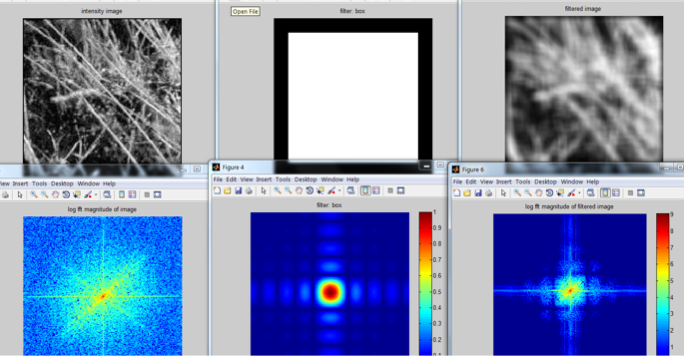 intensity image
Open File
filter: box
filtered image
Figure 4
Figure 6
View Insert Tools Desktop Window Help
File Edit View Insert Tools Desktop Window Help
File Edit View Insert Tools Desktop Window Help
log fft magnitude of image
filter: box
log fft magnitude of filtered image
1
0.9
0.8
0.7
0.6
0.5
0.4
0.3
0.2
0.1
9
8
7
6
5
4
3
2
1